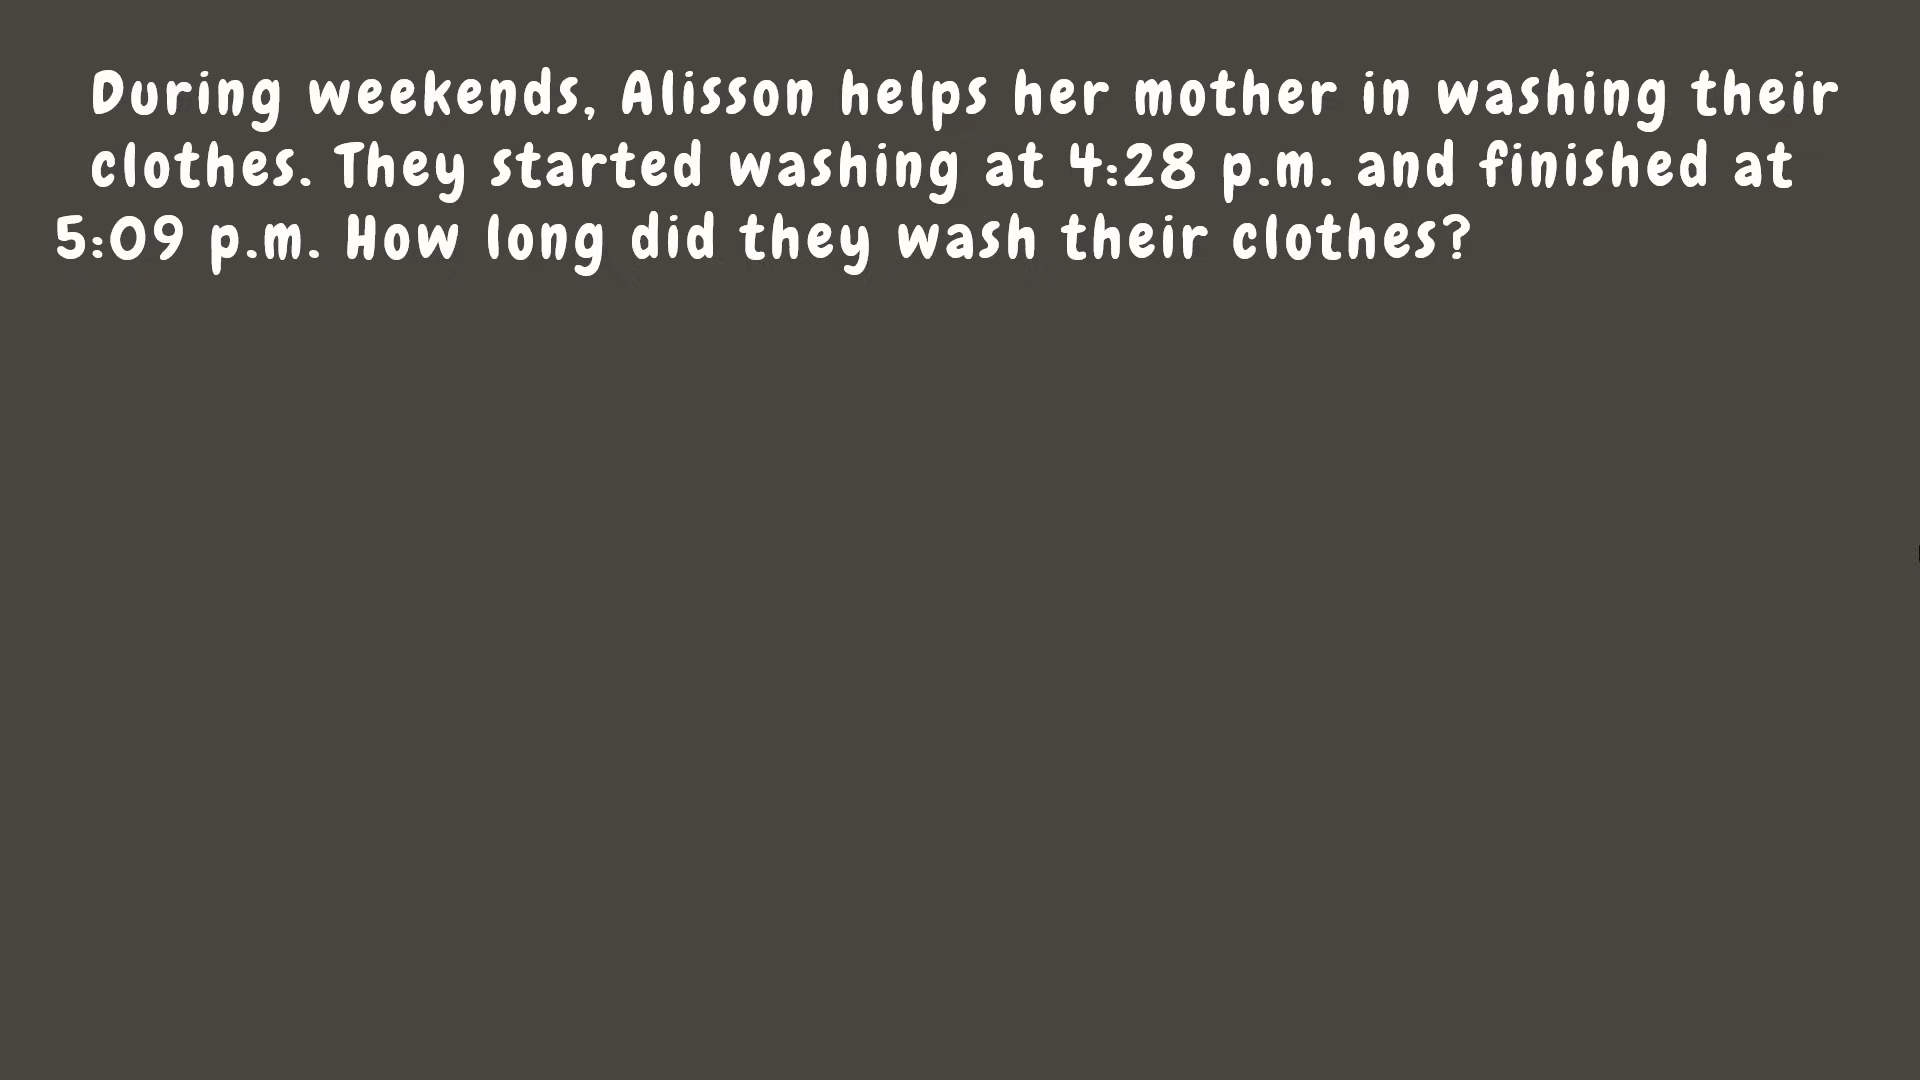 During weekends, Alisson helps her mother in washing their
clothes. They started washing at 4:28 p.m. and finished at
5:09 p.m. How long did they wash their clothes?